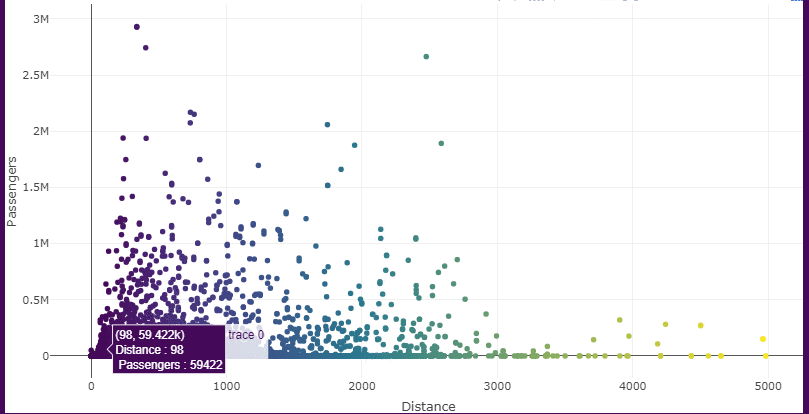 3M
2.5M
2M
1.5M
1M
0.5M
0
Passengers
(98, 59.422k)
Distance : 98
Passengers : 59422
trace 0
0
1000
2000
3000
4000
5000
Distance